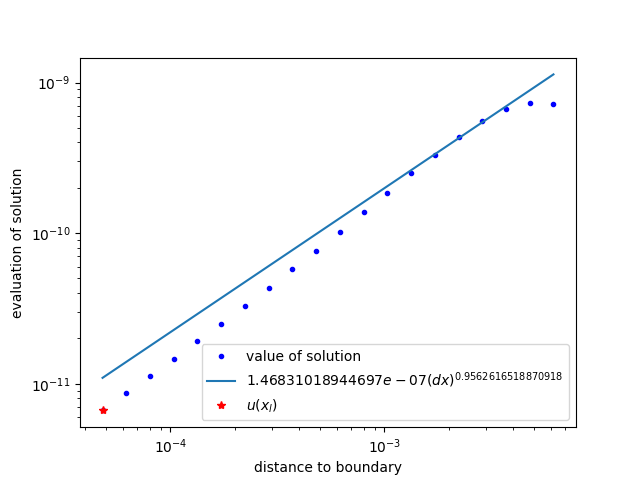 10⁻⁹
10⁻¹⁰
10⁻¹¹
evaluation of solution
value of solution
1.46831018944697e − 07(dx)^0.9562616518870918
u(x_l)
10⁻⁴
10⁻³
distance to boundary